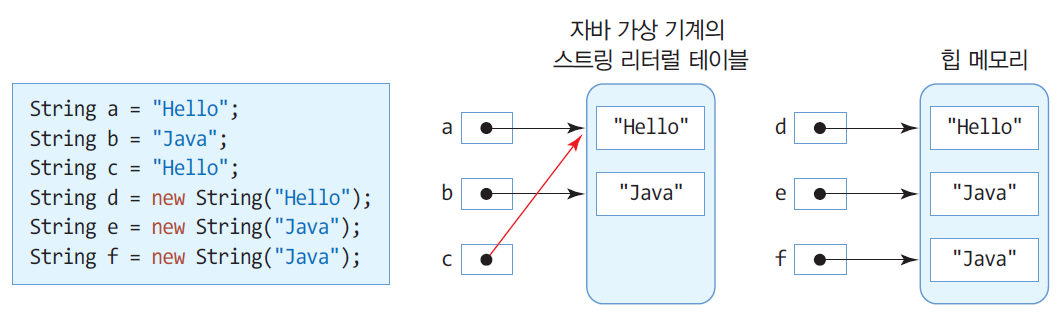 String a = "Hello";
String b = "Java";
String c = "Hello";
String d = new String("Hello");
String e = new String("Java");
String f = new String("Java");
자바 가상 기계의
스트링 리터럴 테이블
a
"Hello"
b
"Java"
c
힙 메모리
d
"Hello"
e
"Java"
f
"Java"